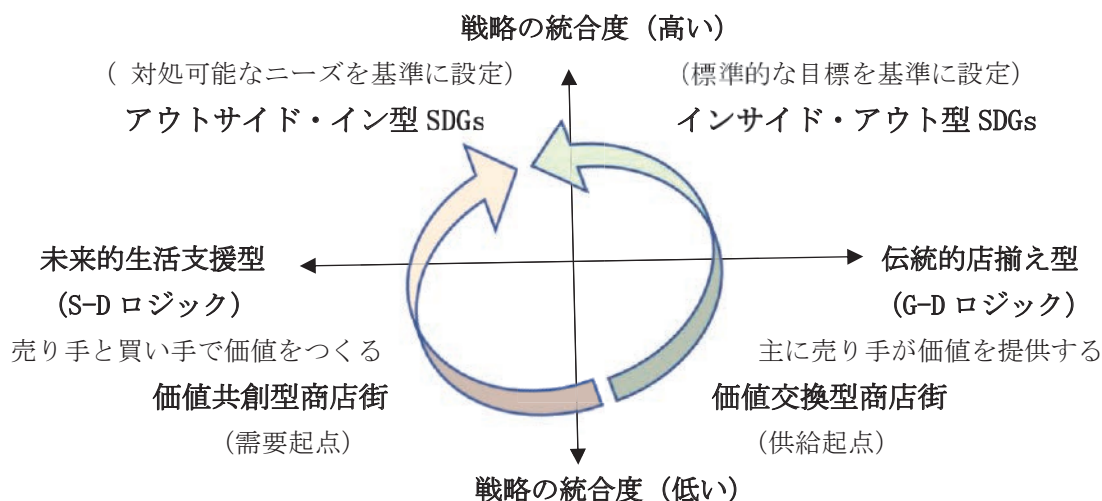 戦略の統合度（高い）
（ 対処可能なニーズを基準に設定）
（標準的な目標を基準に設定）
アウトサイド・イン型 SDGs
インサイド・アウト型 SDGs
未来的生活支援型
伝統的店揃え型
（S-D ロジック）
（G-D ロジック）
売り手と買い手で価値をつくる
主に売り手が価値を提供する
価値共創型商店街
価値交換型商店街
（需要起点）
（供給起点）
戦略の統合度（低い）